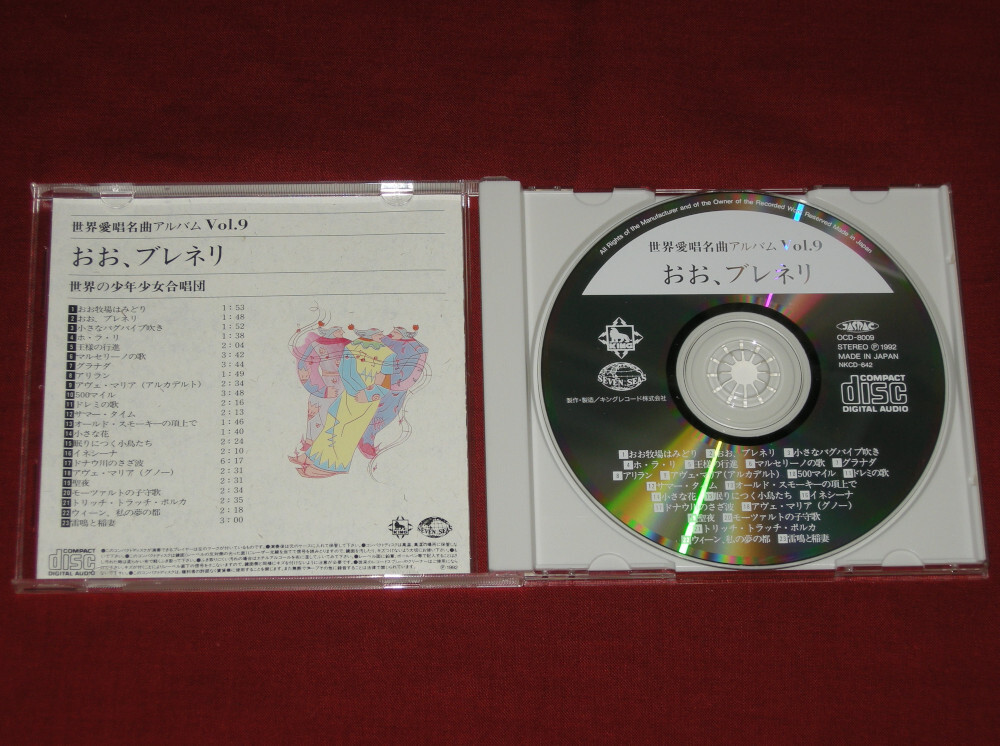 世界愛唱名曲アルバム Vol.9
おお、ブレネリ
世界の少年少女合唱団
1 おお牧場はみどり 1:53
2 おお、ブレネリ 1:48
3 小さなバグパイプ吹き 1:52
4 ホ・ラ・リ 1:38
5 王様の行進 2:04
6 マルセリーノの歌 3:42
7 グラナダ 3:44
8 アリラン 1:49
9 アヴェ・マリア（アルカデルト） 2:34
10 500マイル 3:48
11 ドレミの歌 2:16
12 サマー・タイム 2:13
13 オールド・スモーキーの頂上で 1:46
14 小さな花 1:40
15 眠りにつく小鳥たち 2:24
16 イネシーナ 2:10
17 ドナウ川のさざ波 6:17
18 アヴェ・マリア（グノー） 2:31
19 聖夜 2:31
20 モーツァルトの子守歌 2:34
21 トリッチ・トラッチ・ポルカ 2:35
22 ウィーン、私の夢の都 2:18
23 雷鳴と稲妻 3:00
KING
SEVEN SEAS
COMPACT
disc
DIGITAL AUDIO
All Rights of the Manufacturer and of the Owner of the Recorded Work Reserved Made in Japan
世界愛唱名曲アルバム Vol.9
おお、ブレネリ
KING
SEVEN SEAS
製作・製造／キングレコード株式会社
JASRAC
OCD-8009
STEREO Ⓟ 1992
MADE IN JAPAN
NKCD-642
COMPACT
disc
DIGITAL AUDIO
1 おお牧場はみどり 2 おお、ブレネリ 3 小さなバグパイプ吹き
4 ホ・ラ・リ 5 王様の行進 6 マルセリーノの歌 7 グラナダ
8 アリラン 9 アヴェ・マリア(アルカデルト) 10 500マイル 11 ドレミの歌
12 サマー・タイム 13 オールド・スモーキーの頂上で
14 小さな花 15 眠りにつく小鳥たち 16 イネシーナ
17 ドナウ川のさざ波 18 アヴェ・マリア(グノー)
19 聖夜 20 モーツァルトの子守歌
21 トリッチ・トラッチ・ポルカ
22 ウィーン、私の夢の都 23 雷鳴と稲妻